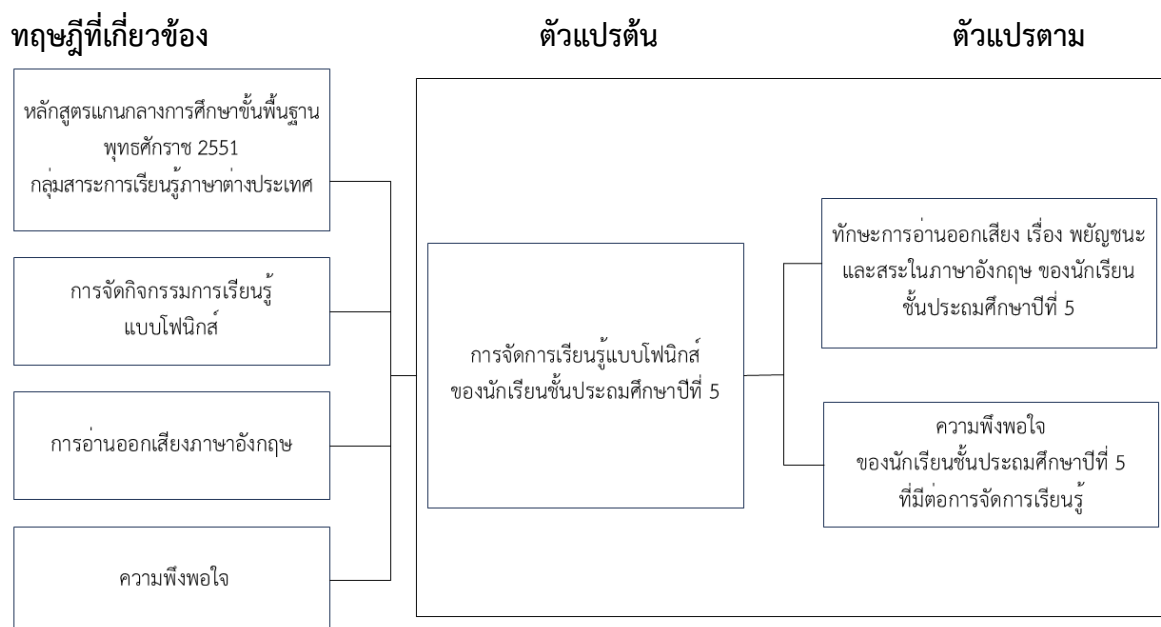 ทฤษฎีที่เกี่ยวข้อง
ตัวแปรต้น
ตัวแปรตาม
หลักสูตรแกนกลางการศึกษาขั้นพื้นฐาน
พุทธศักราช 2551
กลุ่มสาระการเรียนรู้ภาษาต่างประเทศ
การจัดกิจกรรมการเรียนรู้
แบบโฟนิกส์
การอ่านออกเสียงภาษาอังกฤษ
ความพึงพอใจ
การจัดการเรียนรู้แบบโฟนิกส์
ของนักเรียนชั้นประถมศึกษาปีที่ 5
ทักษะการอ่านออกเสียง เรื่อง พยัญชนะ
และสระในภาษาอังกฤษ ของนักเรียน
ชั้นประถมศึกษาปีที่ 5
ความพึงพอใจ
ของนักเรียนชั้นประถมศึกษาปีที่ 5
ที่มีต่อการจัดการเรียนรู้